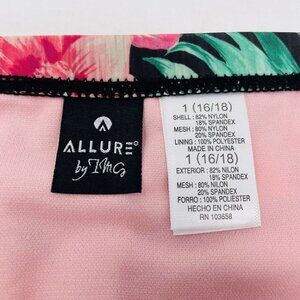 ALLURE
by
1 (16/18)
SHELL : 82% NYLON
18% SPANDEX
MESH : 80% NYLON
20% SPANDEX
LINING : 100% POLYESTER
MADE IN CHINA
1 (16/18)
EXTERIOR : 82% NILON
18% SPANDEX
MESH : 80% NILON
20% SPANDEX
FORRO : 100% POLYESTER
HECHO EN CHINA
RN 103658